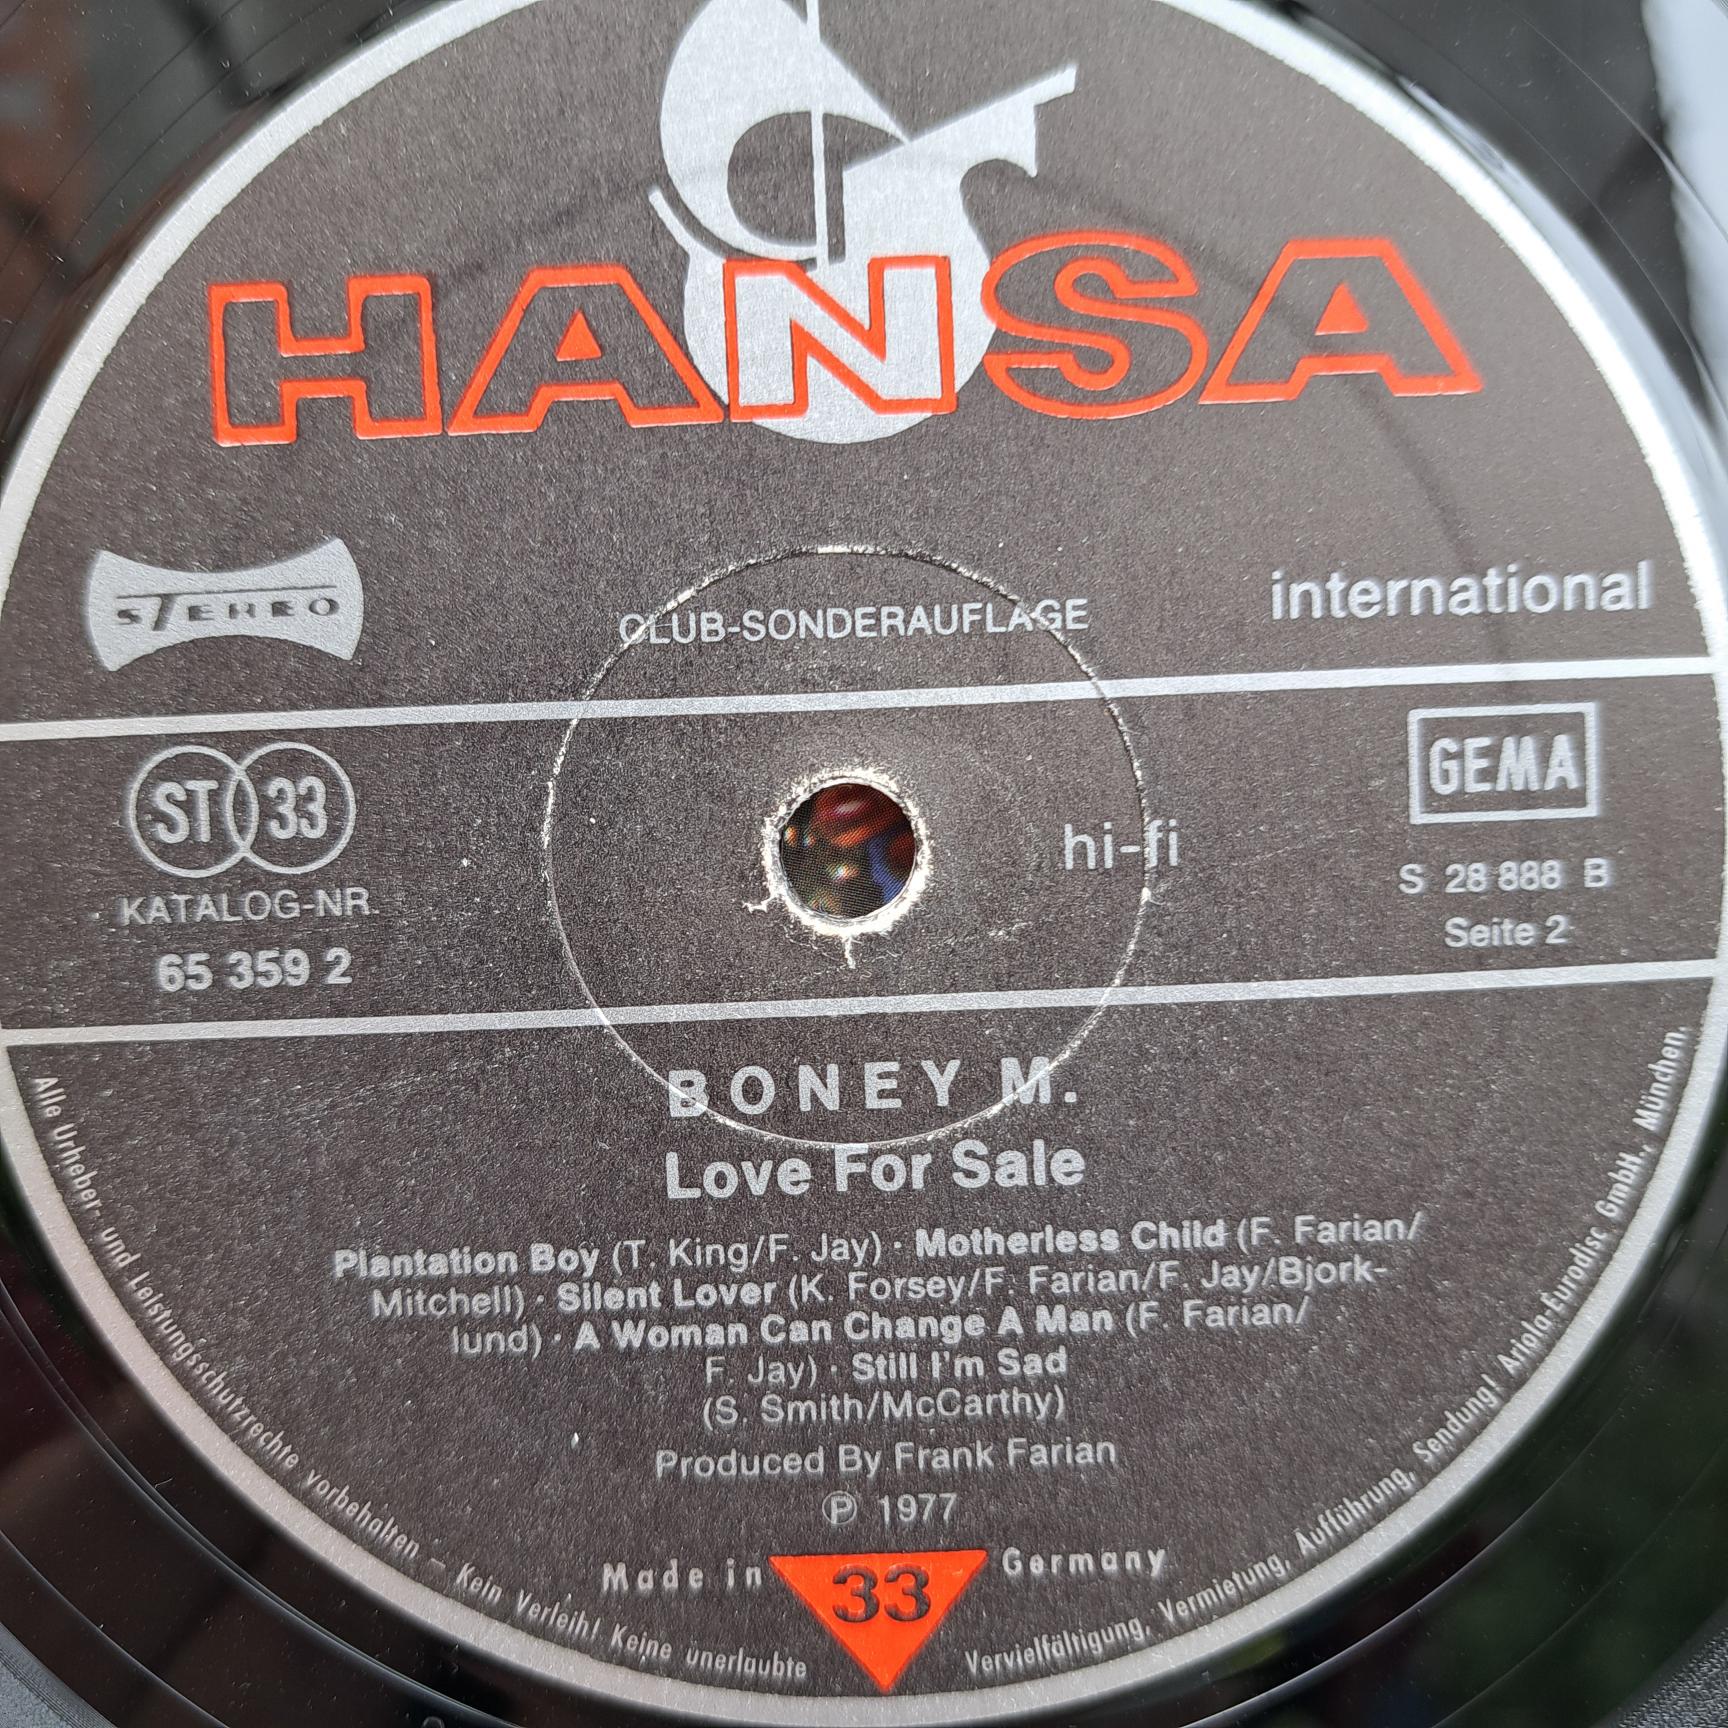 HANSA
STEREO
CLUB-SONDERAUFLAGE
international
ST 33
GEMA
hi-fi
KATALOG-NR.
S 28 888 B
65 359 2
Seite 2
BONEY M.
Love For Sale
Plantation Boy (T. King/F. Jay) · Motherless Child (F. Farian/
Mitchell) · Silent Lover (K. Forsey/F. Farian/F. Jay/Bjork-
lund) · A Woman Can Change A Man (F. Farian/
F. Jay) · Still I'm Sad
(S. Smith/McCarthy)
Produced By Frank Farian
Ⓟ 1977
Made in 33 Germany
Alle Urheber- und Leistungsschutzrechte vorbehalten – Kein Verleih! Keine unerlaubte Vervielfältigung, Vermietung, Aufführung, Sendung! Ariola-Eurodisc GmbH., München.